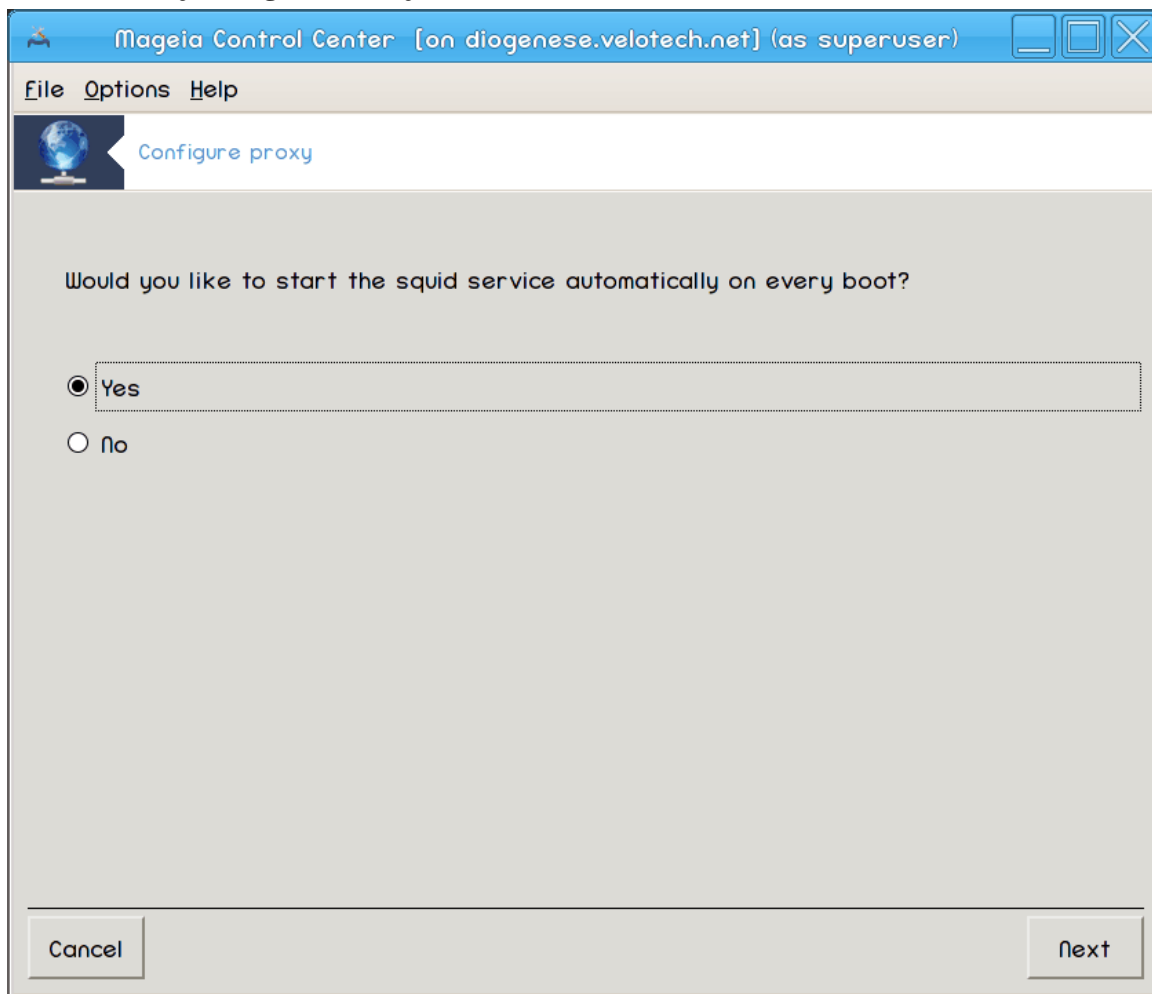 Mageia Control Center [on diogenese.velotech.net] (as superuser)
File Options Help
Configure proxy
Would you like to start the squid service automatically on every boot?
Yes
No
Cancel Next